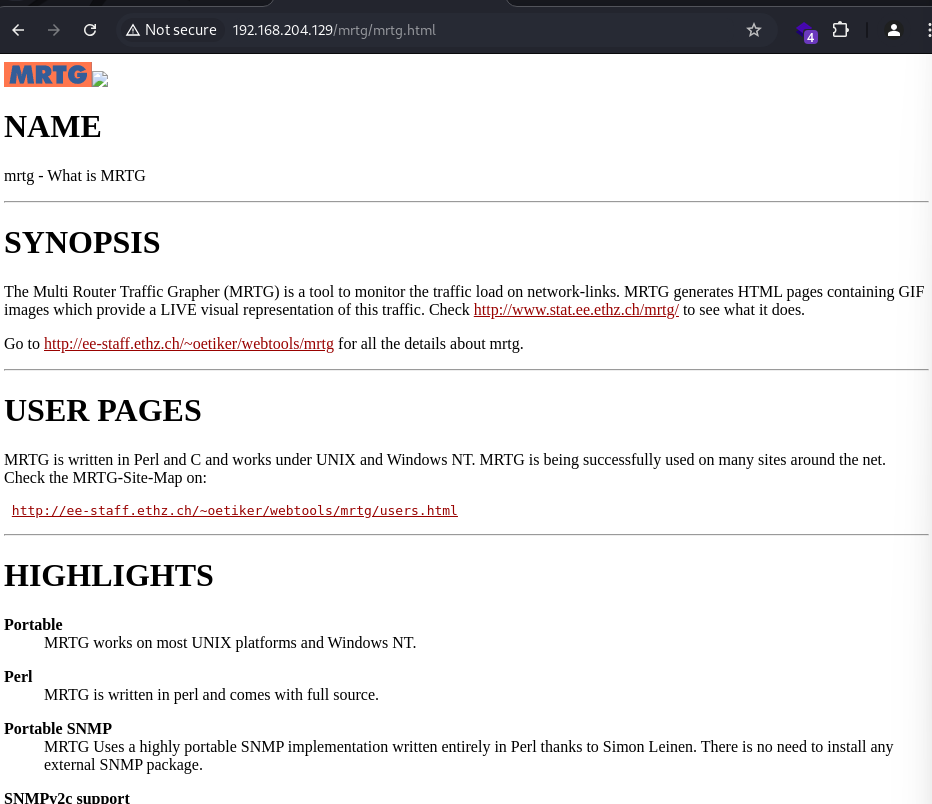 Not secure 192.168.204.129/mrtg/mrtg.html 4
MRTG
NAME
mrtg - What is MRTG
SYNOPSIS
The Multi Router Traffic Grapher (MRTG) is a tool to monitor the traffic load on network-links. MRTG generates HTML pages containing GIF
images which provide a LIVE visual representation of this traffic. Check http://www.stat.ee.ethz.ch/mrtg/ to see what it does.
Go to http://ee-staff.ethz.ch/~oetiker/webtools/mrtg for all the details about mrtg.
USER PAGES
MRTG is written in Perl and C and works under UNIX and Windows NT. MRTG is being successfully used on many sites around the net.
Check the MRTG-Site-Map on:
http://ee-staff.ethz.ch/~oetiker/webtools/mrtg/users.html
HIGHLIGHTS
Portable
MRTG works on most UNIX platforms and Windows NT.
Perl
MRTG is written in perl and comes with full source.
Portable SNMP
MRTG Uses a highly portable SNMP implementation written entirely in Perl thanks to Simon Leinen. There is no need to install any
external SNMP package.
SNMPv2c support